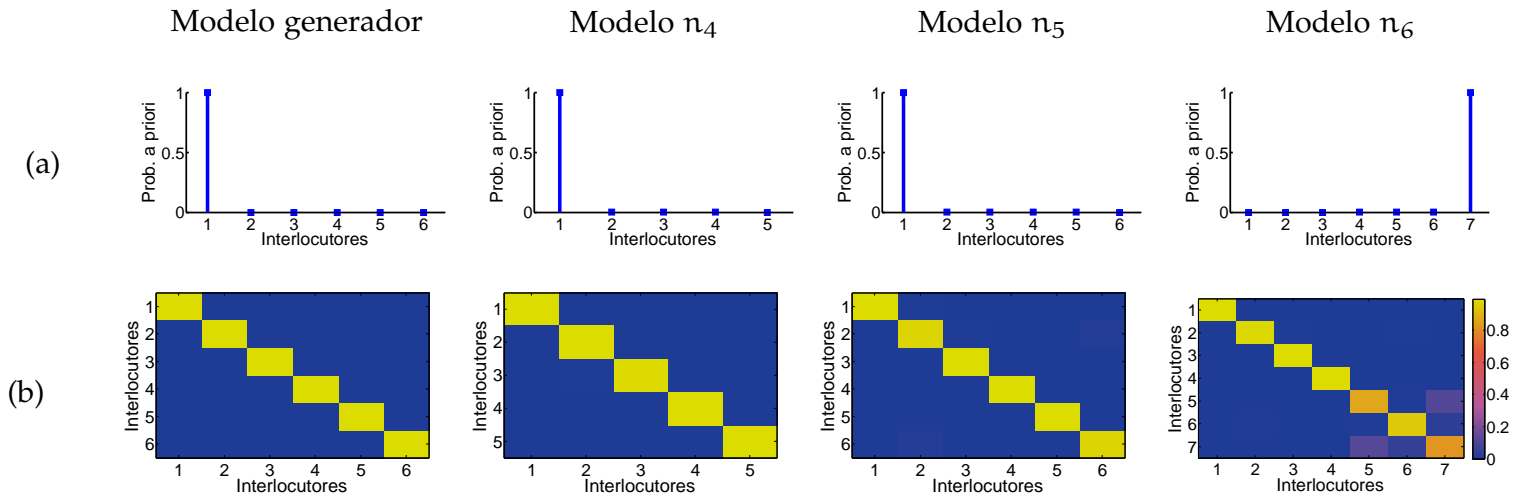 Modelo generador
Modelo n4
Modelo n5
Modelo n6
(a)
Prob. a priori
1
0.5
0
1 2 3 4 5 6
Interlocutores
Prob. a priori
1
0.5
0
1 2 3 4 5
Interlocutores
Prob. a priori
1
0.5
0
1 2 3 4 5 6
Interlocutores
Prob. a priori
1
0.5
0
1 2 3 4 5 6 7
Interlocutores
(b)
Interlocutores
1
2
3
4
5
6
1 2 3 4 5 6
Interlocutores
Interlocutores
1
2
3
4
5
1 2 3 4 5
Interlocutores
Interlocutores
1
2
3
4
5
6
1 2 3 4 5 6
Interlocutores
Interlocutores
1
2
3
4
5
6
7
1 2 3 4 5 6 7
Interlocutores
0.8
0.6
0.4
0.2
0